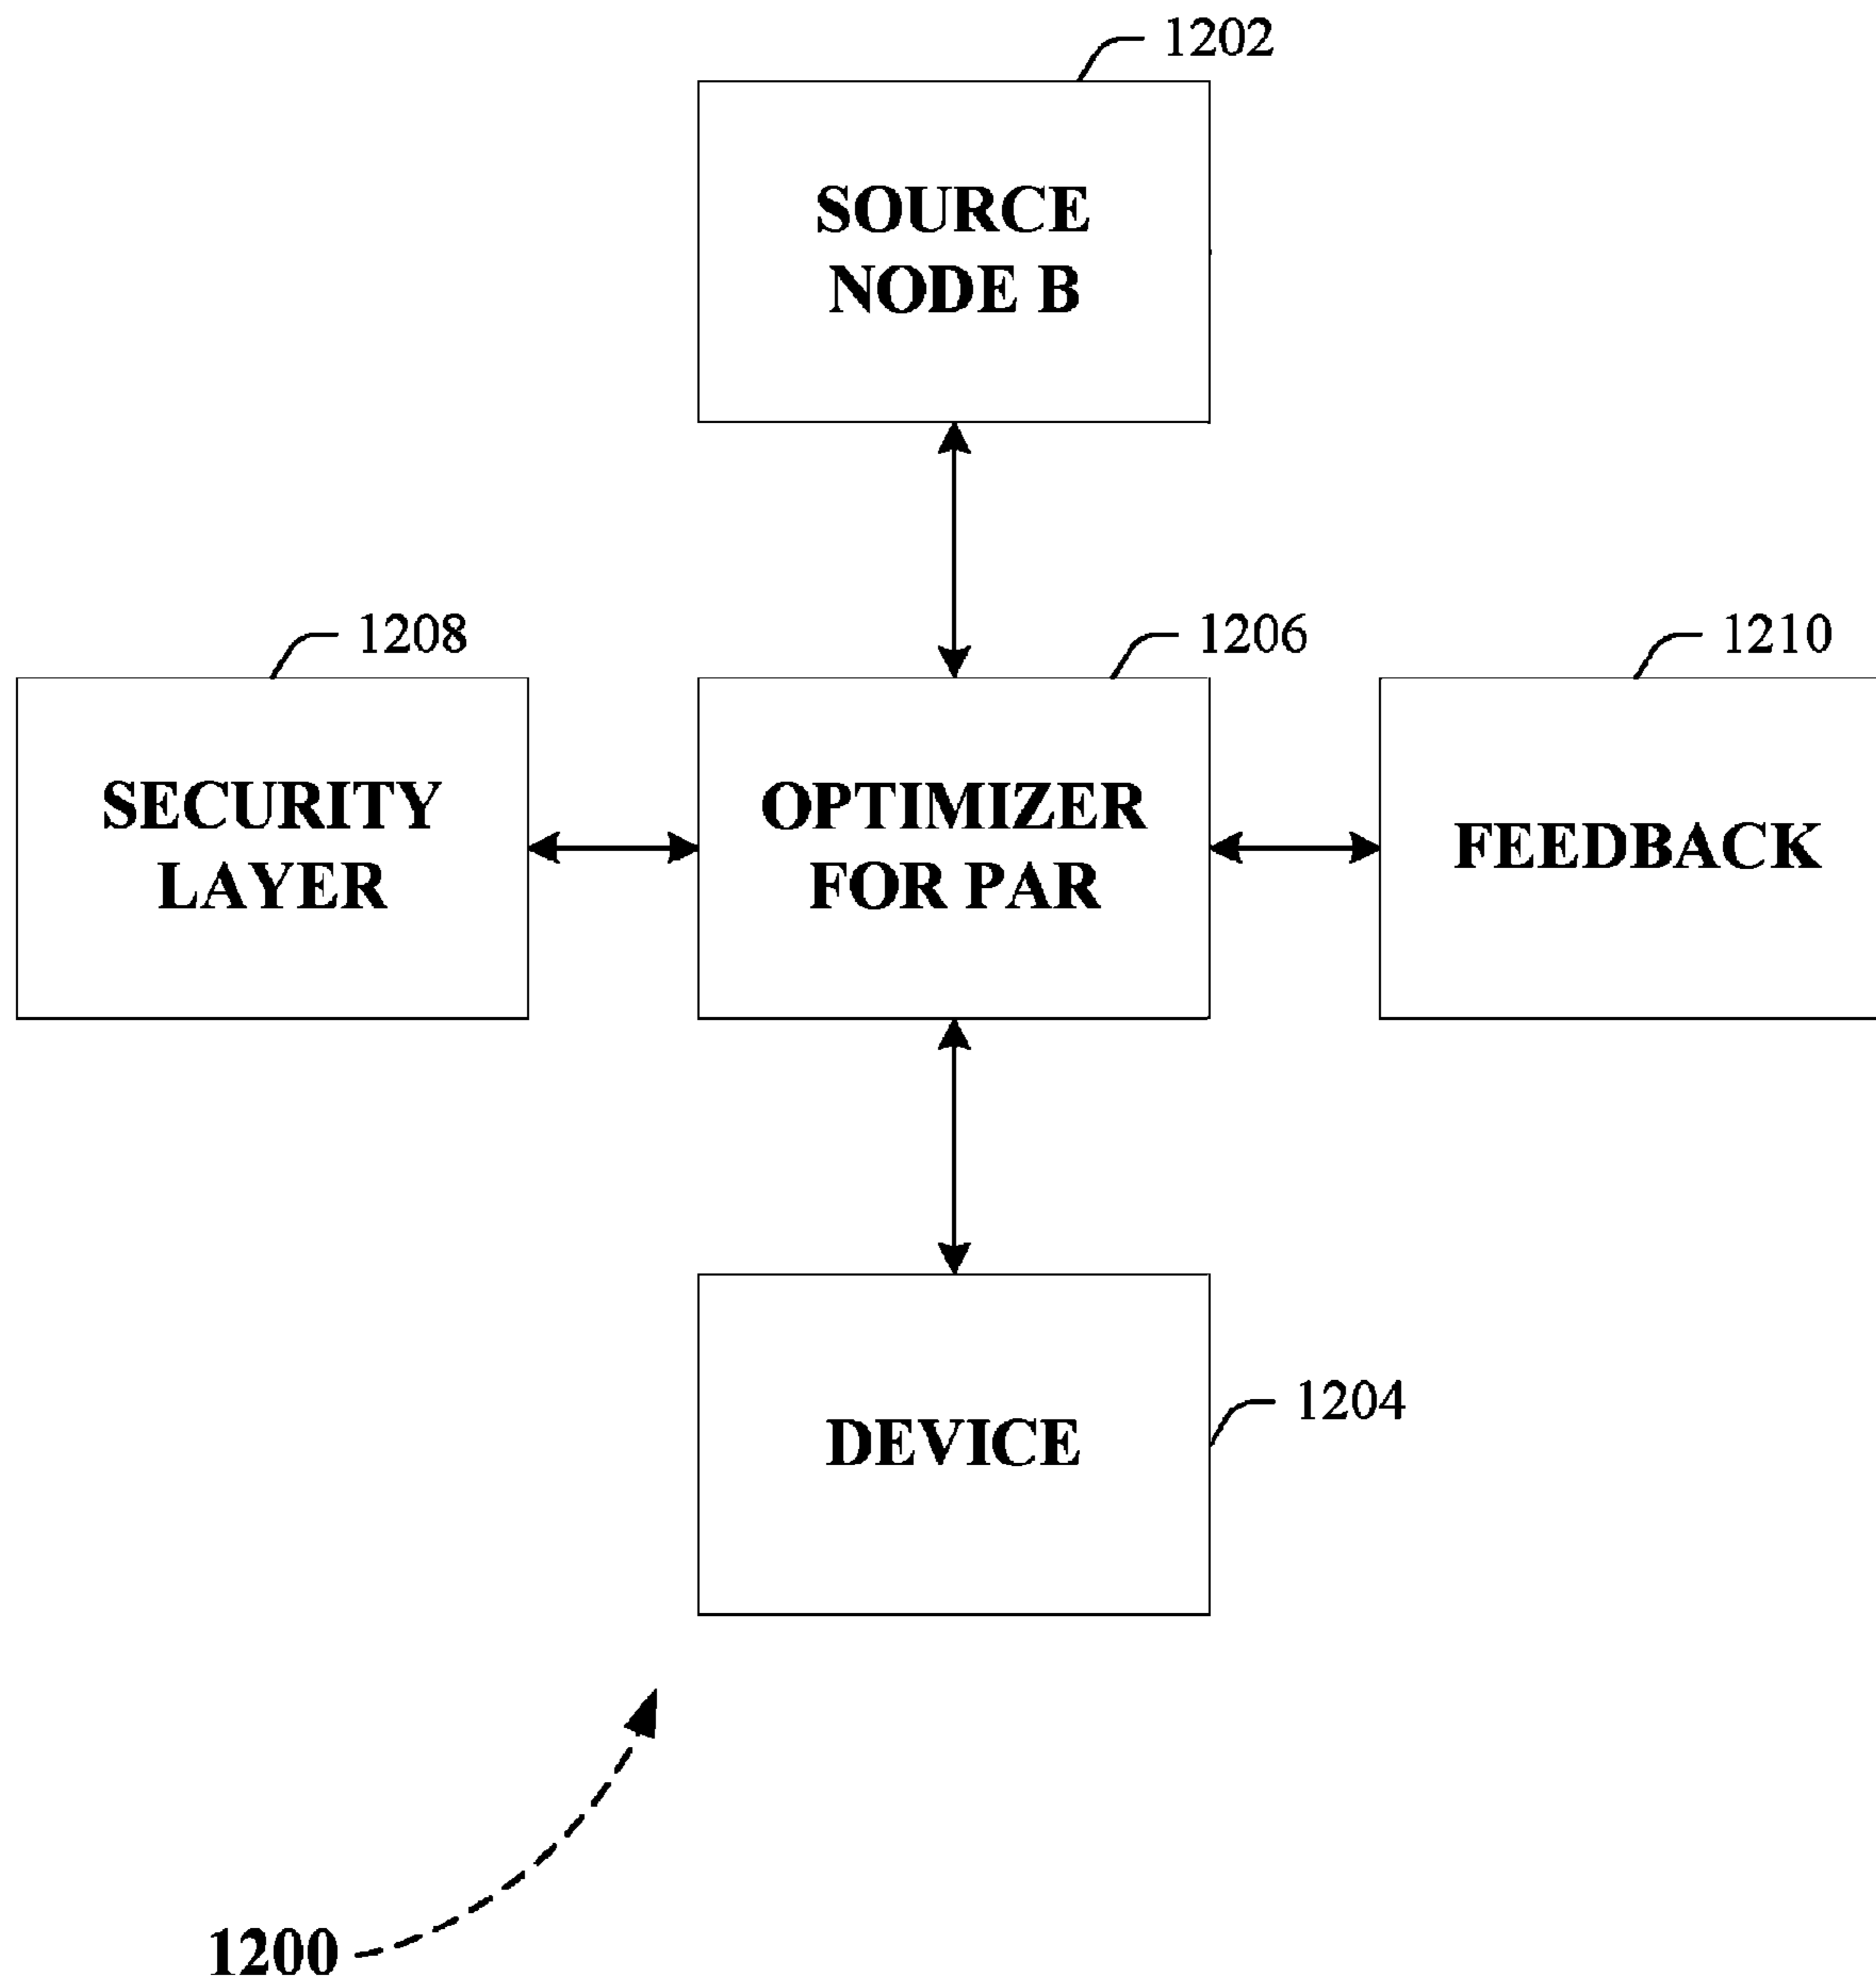 1202
SOURCE
NODE B
1208
1206
1210
SECURITY
LAYER
OPTIMIZER
FOR PAR
FEEDBACK
1204
DEVICE
1200